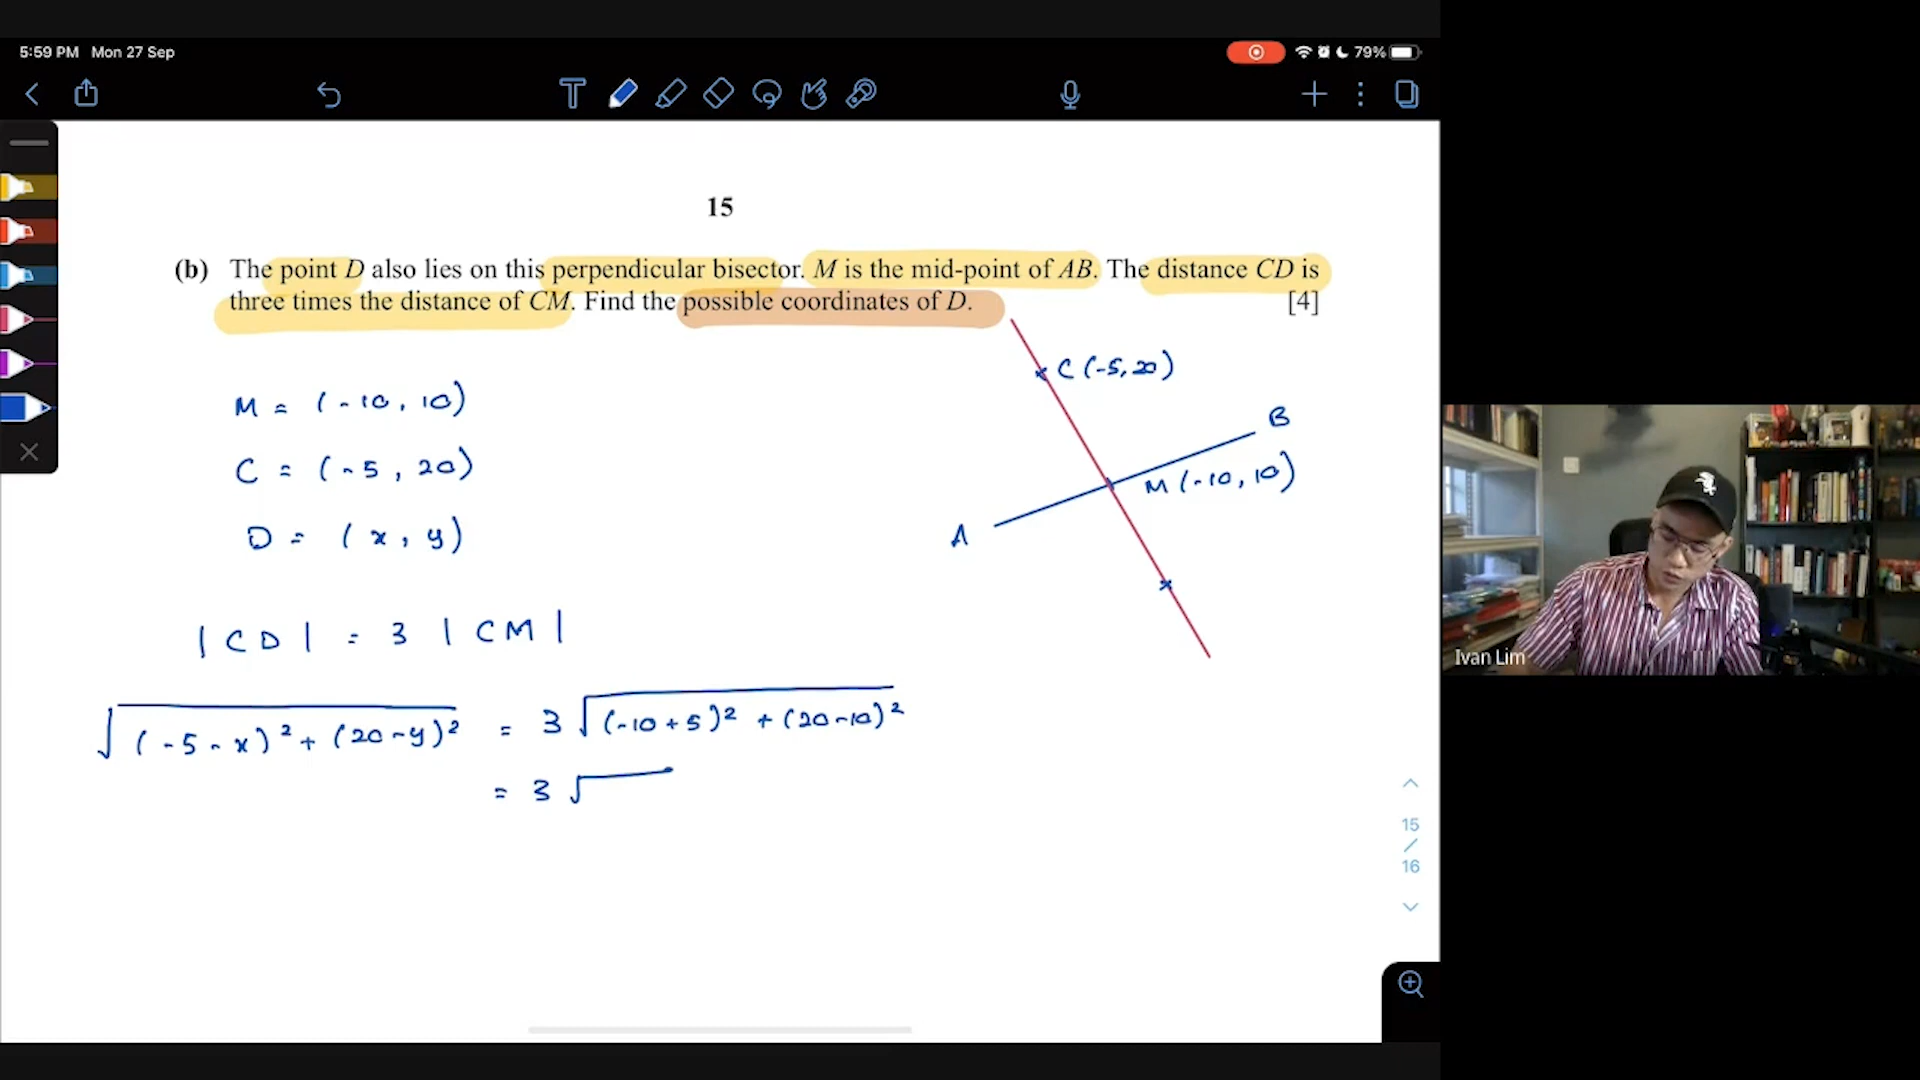 5:59 PM Mon 27 Sep
79%
15
(b) The point D also lies on this perpendicular bisector. M is the mid-point of AB. The distance CD is
three times the distance of CM. Find the possible coordinates of D. [4]
M = (-10, 10)
C = (-5, 20)
D = (x, y)
C (-5, 20)
B
M (-10, 10)
A
|CD| = 3 |CM|
√((-5-x)² + (20-y)²) = 3 √((-10+5)² + (20-10)²)
= 3 √
15
/
16
Ivan Lim